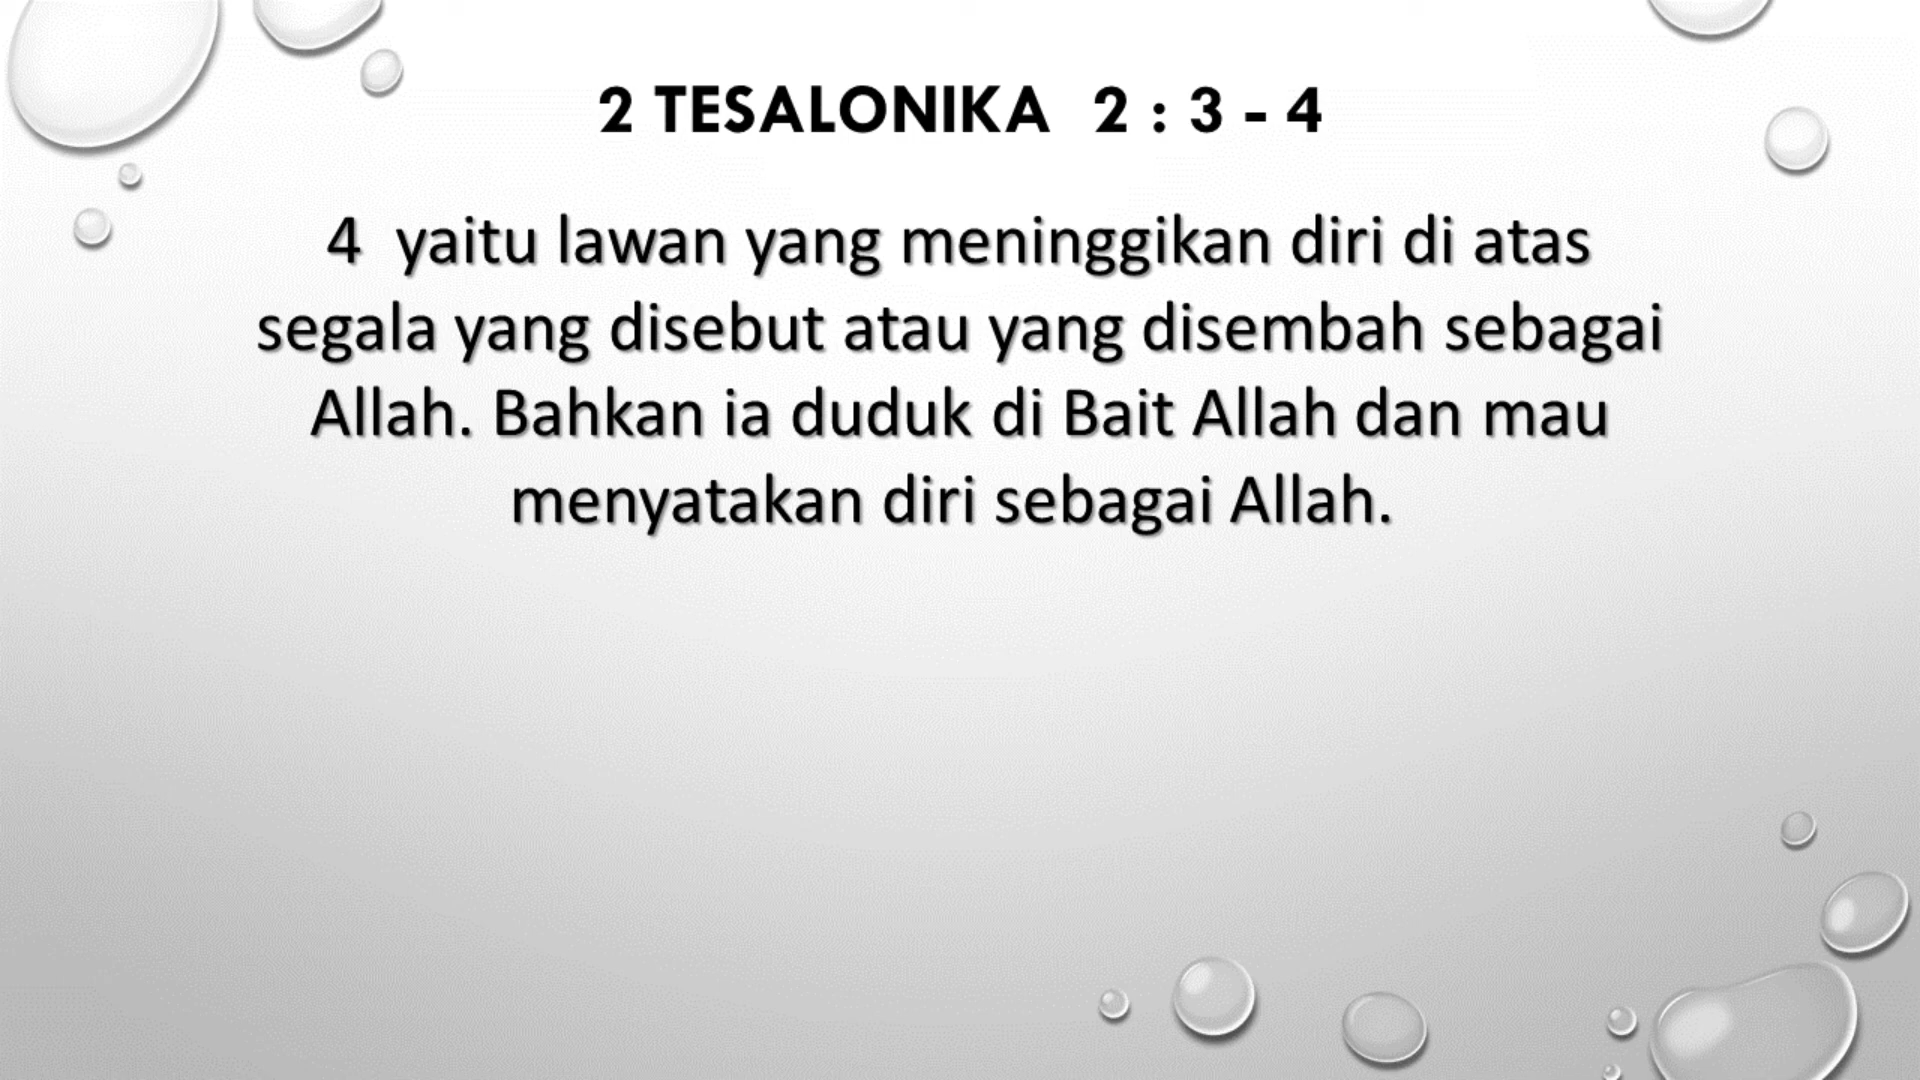 2 TESALONIKA  2 : 3 - 4
4  yaitu lawan yang meninggikan diri di atas
segala yang disebut atau yang disembah sebagai
Allah. Bahkan ia duduk di Bait Allah dan mau
menyatakan diri sebagai Allah.